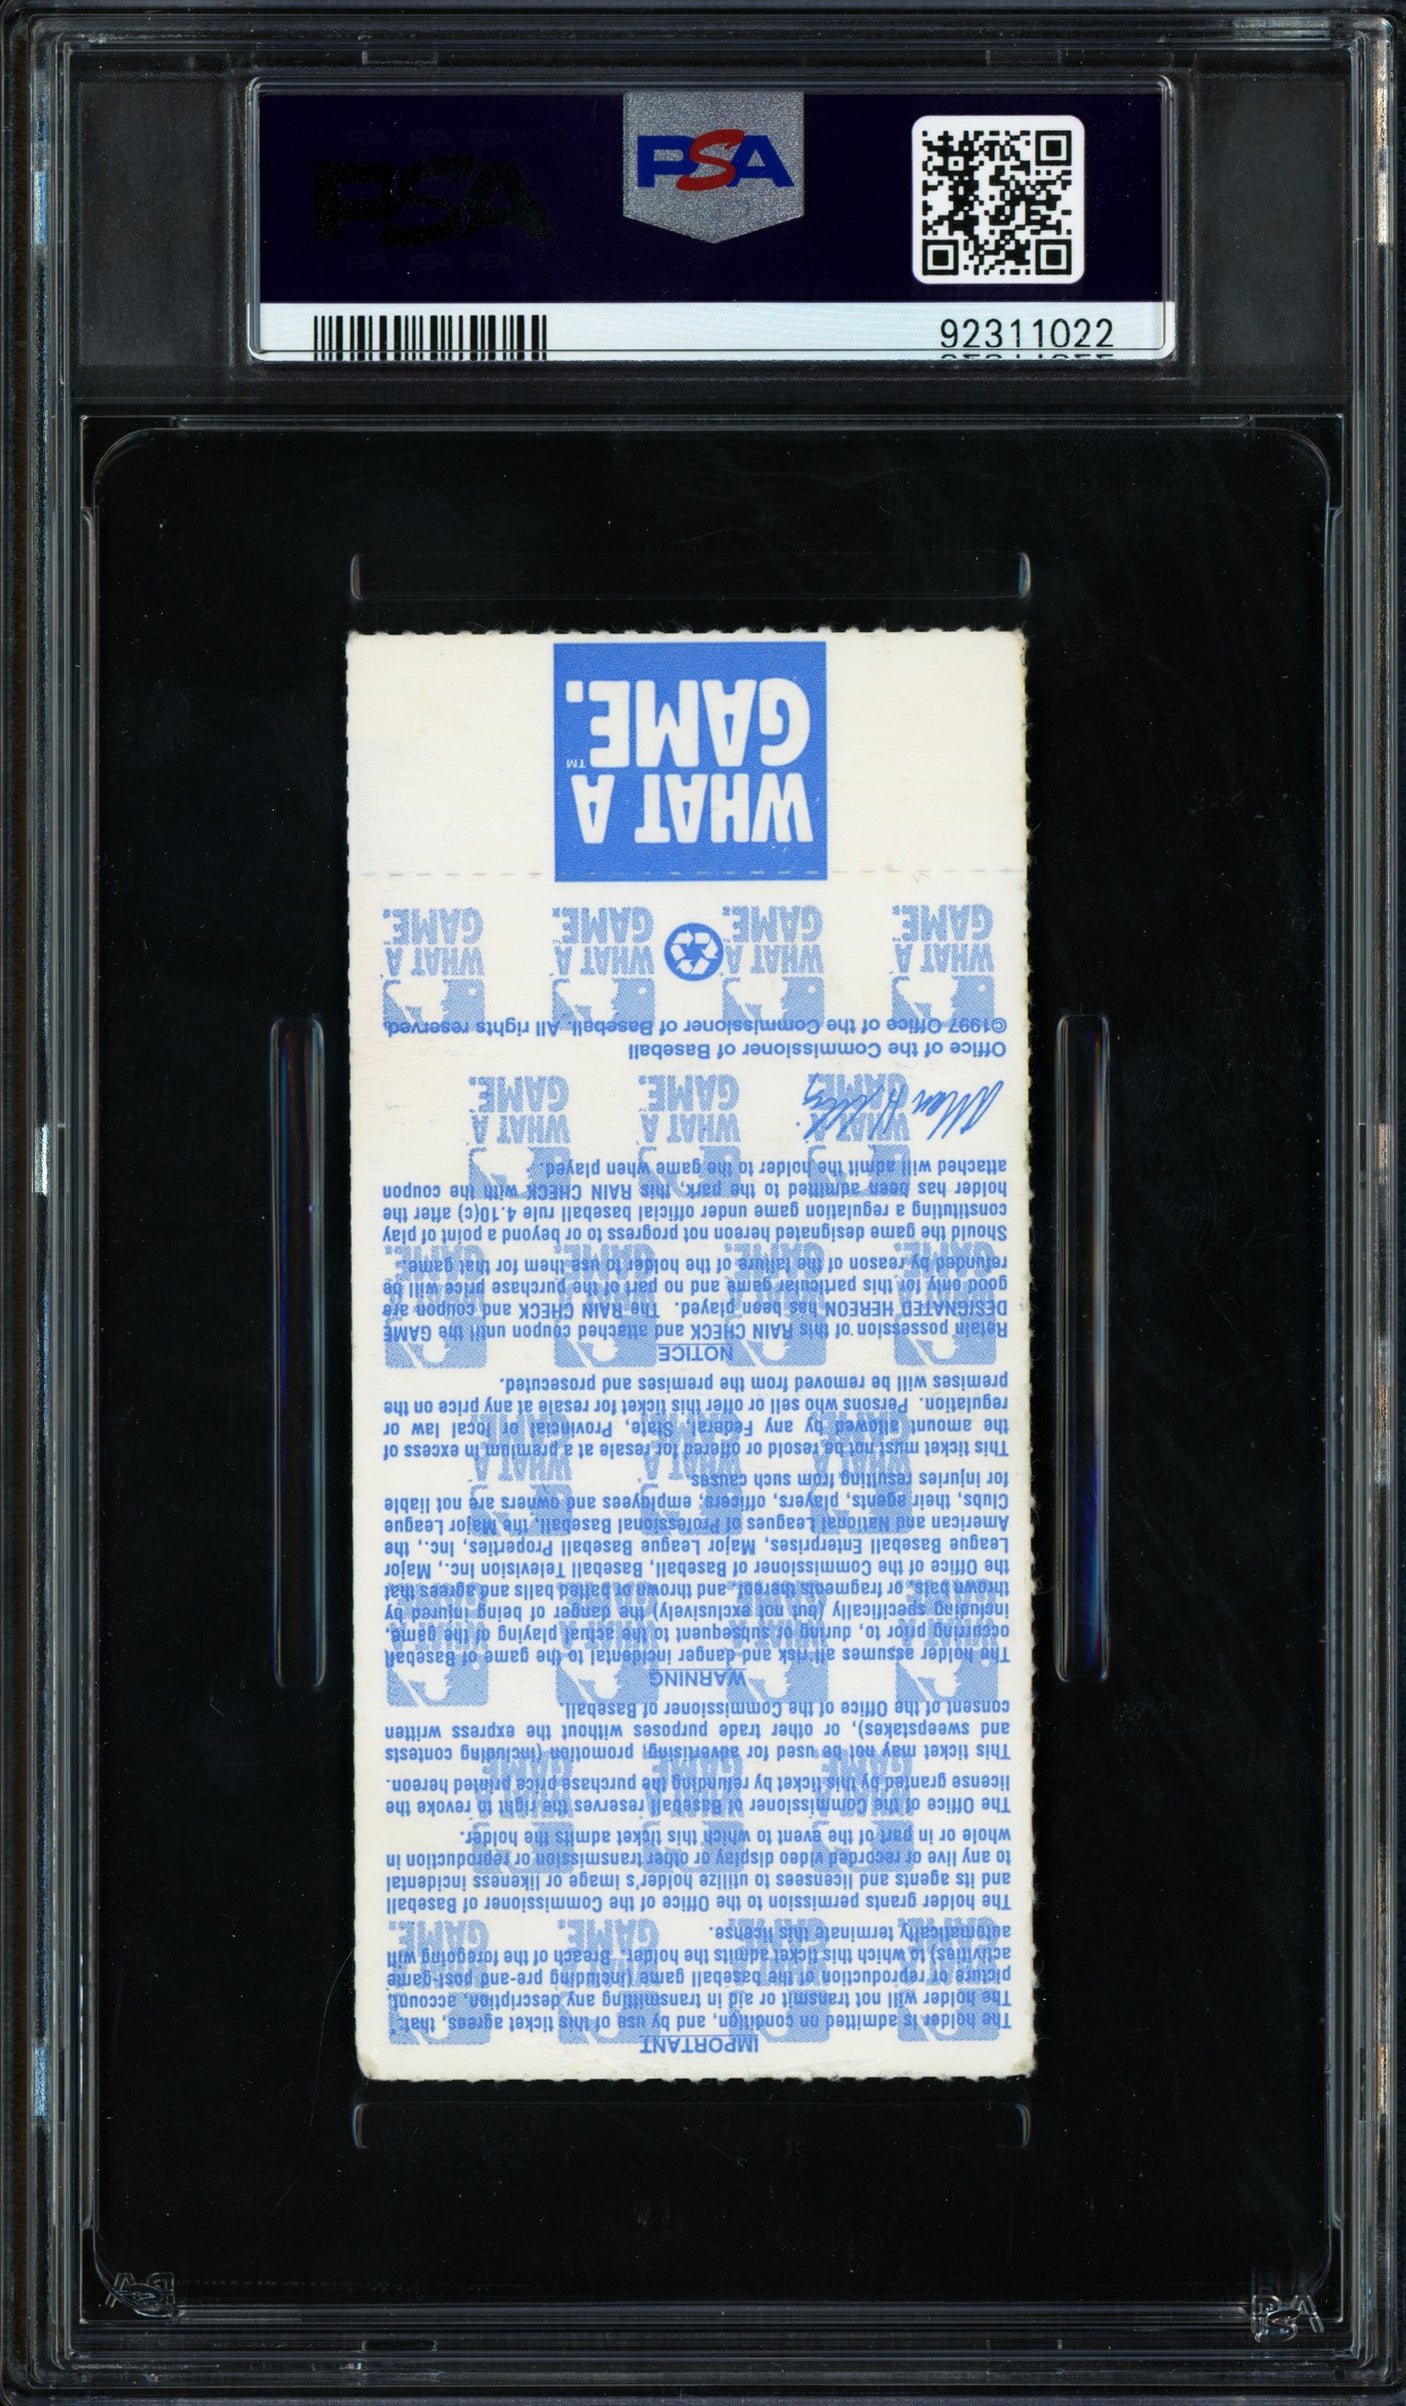 PSA
PSA
92311022
IMPORTANT
The holder is admitted on condition, and by use of this ticket agrees, that:
The holder will not transmit or aid in transmitting any description, account,
picture or reproduction of the baseball game (including pre-and post-game
activities) to which this ticket admits the holder. Breach of the foregoing will
automatically terminate this license.
The holder grants permission to the Office of the Commissioner of Baseball
and its agents and licensees to utilize holder's image or likeness incidental
to any live or recorded video display or other transmission or reproduction in
whole or in part of the event to which this ticket admits the holder.
The Office of the Commissioner of Baseball reserves the right to revoke the
license granted by this ticket by refunding the purchase price printed hereon.
This ticket may not be used for advertising, promotion (including contests
and sweepstakes), or other trade purposes without the express written
consent of the Office of the Commissioner of Baseball.
WARNING
The holder assumes all risk and danger incidental to the game of Baseball
occurring prior to, during or subsequent to the actual playing of the game,
including specifically (but not exclusively) the danger of being injured by
thrown bats, or fragments thereof, and thrown or batted balls and agrees that
the Office of the Commissioner of Baseball, Baseball Television Inc., Major
League Baseball Enterprises, Major League Baseball Properties, Inc., the
American and National Leagues of Professional Baseball, the Major League
Clubs, their agents, players, officers, employees and owners are not liable
for injuries resulting from such causes.
This ticket must not be resold or offered for resale at a premium in excess of
the amount allowed by any Federal, State, Provincial or local law or
regulation. Persons who sell or offer this ticket for resale at any price on the
premises will be removed from the premises and prosecuted.
NOTICE
Retain possession of this RAIN CHECK and attached coupon until the GAME
DESIGNATED HEREON has been played. The RAIN CHECK and coupon are
good only for this particular game and no part of the purchase price will be
refunded by reason of the failure of the holder to use them for that game.
Should the game designated hereon not progress to or beyond a point of play
constituting a regulation game under official baseball rule 4.10(c) after the
holder has been admitted to the park, this RAIN CHECK with the coupon
attached will admit the holder to the game when played.
Office of the Commissioner of Baseball
©1997 Office of the Commissioner of Baseball. All rights reserved.
WHAT A GAME. WHAT A GAME. WHAT A GAME. WHAT A GAME.
WHAT A
GAME.™